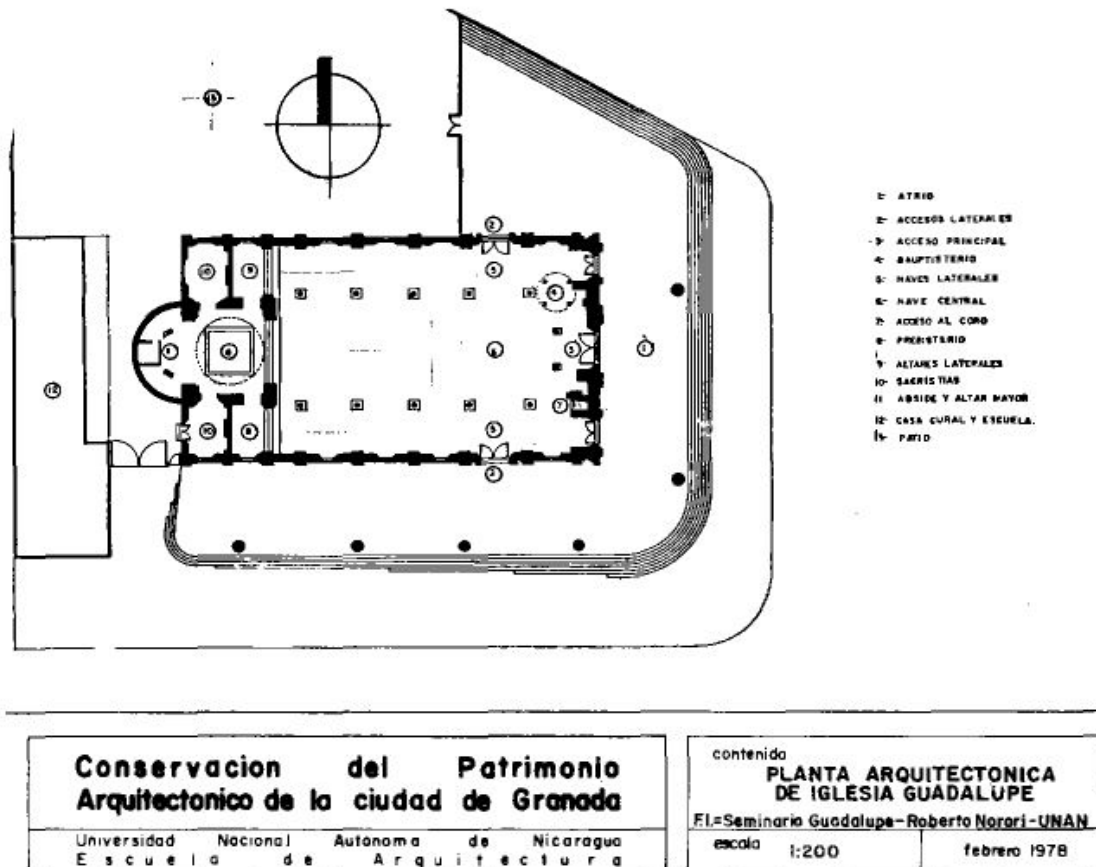 1- ATRIO
2- ACCESOS LATERALES
3- ACCESO PRINCIPAL
4- BAUPTISTERIO
5- NAVES LATERALES
6- NAVE CENTRAL
7- ACCESO AL CORO
8- PREBISTERIO
9- ALTARES LATERALES
10- SACRISTIAS
11 ABSIDE Y ALTAR MAYOR
12- CASA CURAL Y ESCUELA.
13- PATIO
Conservacion del Patrimonio
Arquitectonico de la ciudad de Granada
Universidad Nacional Autónoma de Nicaragua
Escuela de Arquitectura
contenido
PLANTA ARQUITECTONICA
DE IGLESIA GUADALUPE
F.I.=Seminario Guadalupe-Roberto Norori-UNAN
escala 1:200
febrero 1978